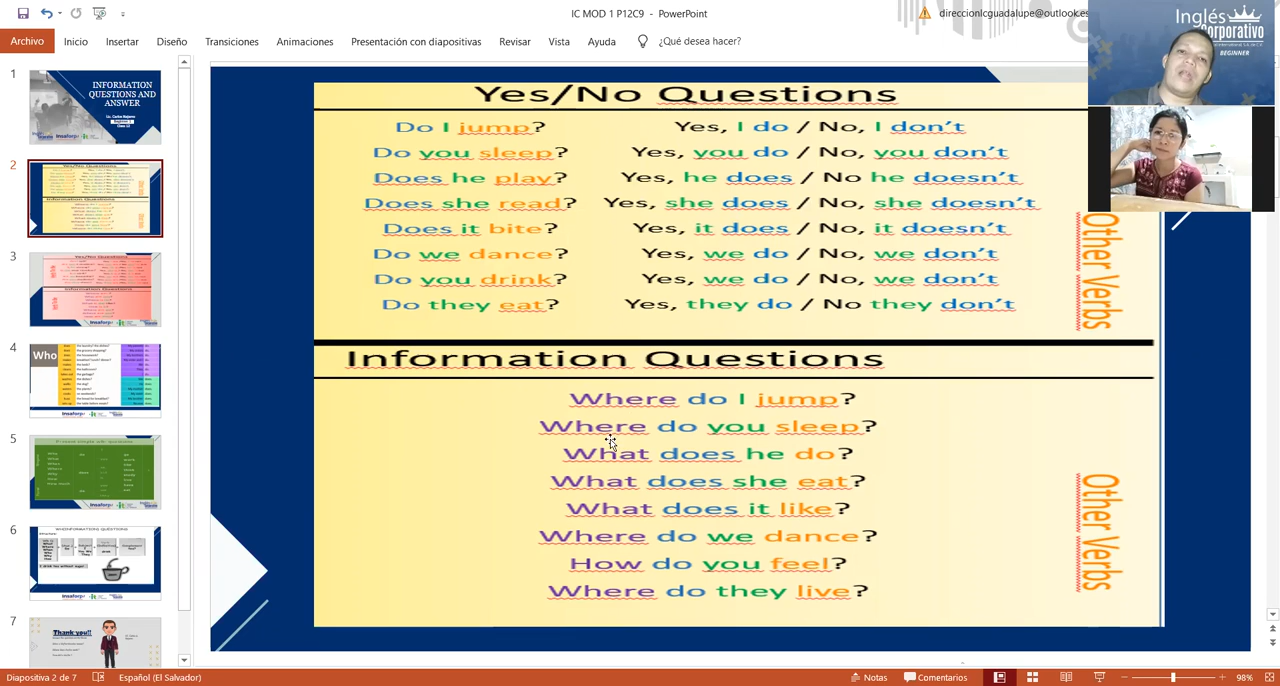 IC MOD 1 P12C9 - PowerPoint
direccionlcguadalupe@outlook.es
Archivo Inicio Insertar Diseño Transiciones Animaciones Presentación con diapositivas Revisar Vista Ayuda ¿Qué desea hacer?
Inglés
Corporativo
BEGINNER
1
INFORMATION
QUESTIONS AND
ANSWER
2
3
4
Who
5
6
7
Thank you!!
Yes/No Questions
Do I jump? Yes, I do / No, I don't
Do you sleep? Yes, you do / No, you don't
Does he play? Yes, he does / No he doesn't
Does she read? Yes, she does / No, she doesn't
Does it bite? Yes, it does / No, it doesn't
Do we dance? Yes, we do / No, we don't
Do you drink? Yes, we do / No, we don't
Do they eat? Yes, they do / No they don't
Other Verbs
Information Questions
Where do I jump?
Where do you sleep?
What does he do?
What does she eat?
What does it like?
Where do we dance?
How do you feel?
Where do they live?
Other Verbs
Diapositiva 2 de 7 Español (El Salvador) Notas Comentarios 98%